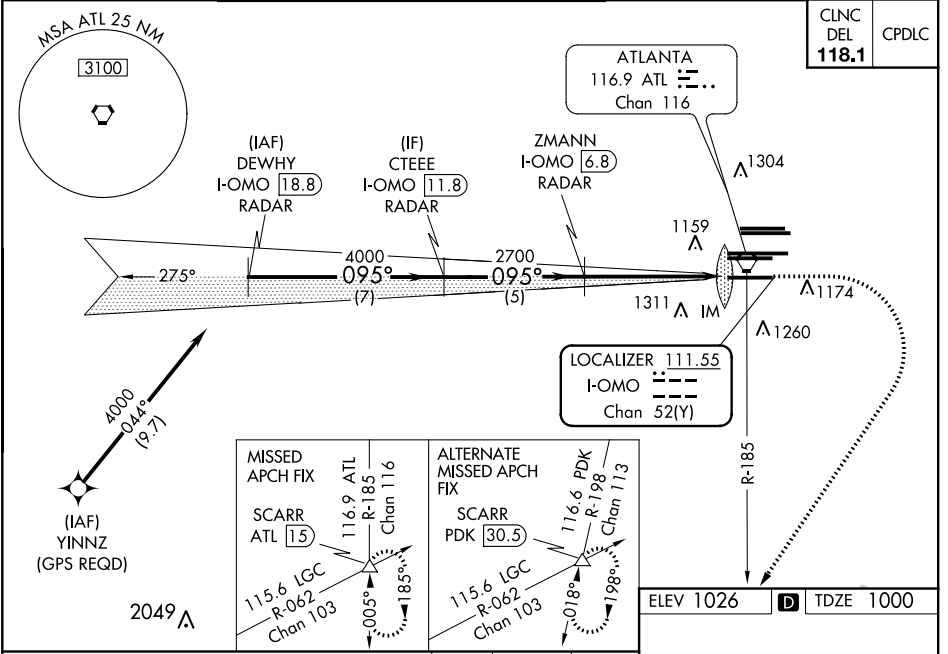 MSA ATL 25 NM
3100
CLNC
DEL
118.1
CPDLC
ATLANTA
116.9 ATL
Chan 116
(IAF)
DEWHY
I-OMO 18.8
RADAR
(IF)
CTEEE
I-OMO 11.8
RADAR
ZMANN
I-OMO 6.8
RADAR
1304
1159
275°
4000
095°
(7)
2700
095°
(5)
1311
IM
1174
1260
LOCALIZER 111.55
I-OMO
Chan 52(Y)
4000
044°
(9.7)
(IAF)
YINNZ
(GPS REQD)
2049
MISSED
APCH FIX
SCARR
ATL 15
116.9 ATL
R-185
Chan 116
115.6 LGC
R-062
Chan 103
005°
185°
ALTERNATE
MISSED APCH
FIX
SCARR
PDK 30.5
116.6 PDK
R-198
Chan 113
115.6 LGC
R-062
Chan 103
018°
198°
R-185
ELEV 1026
D
TDZE 1000